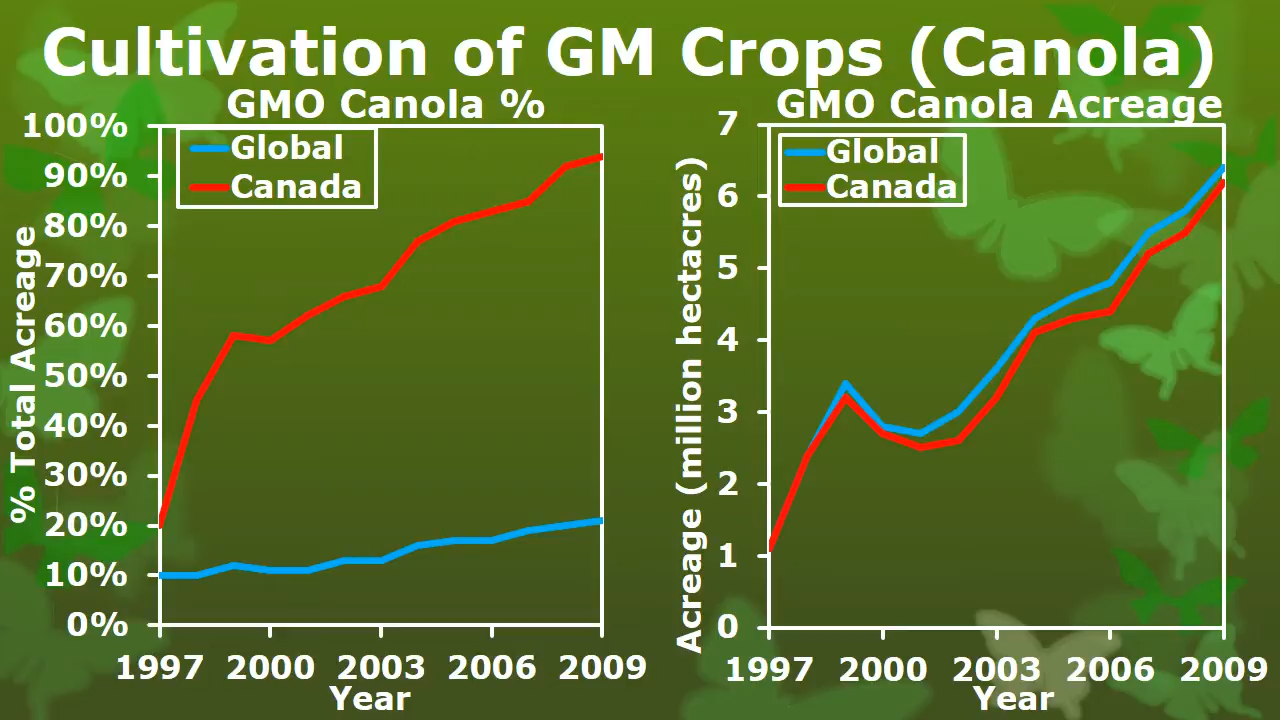 Cultivation of GM Crops (Canola)
GMO Canola %
% Total Acreage
100%
90%
80%
70%
60%
50%
40%
30%
20%
10%
0%
Global
Canada
1997 2000 2003 2006 2009
Year
GMO Canola Acreage
Acreage (million hectacres)
7
6
5
4
3
2
1
0
Global
Canada
1997 2000 2003 2006 2009
Year